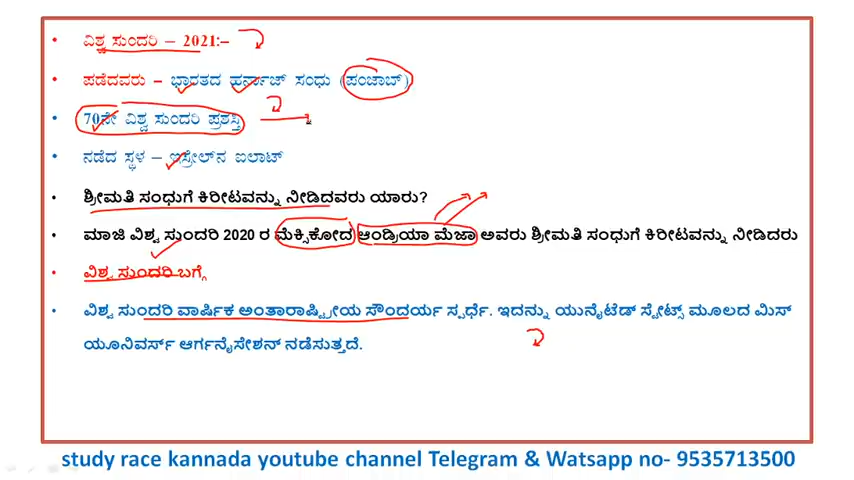 • ವಿಶ್ವ ಸುಂದರಿ – 2021:–
• ಪಡೆದವರು – ಭಾರತದ ಹರ್ನಾಜ್ ಸಂಧು (ಪಂಜಾಬ್)
• 70ನೇ ವಿಶ್ವ ಸುಂದರಿ ಪ್ರಶಸ್ತಿ
• ನಡೆದ ಸ್ಥಳ – ಇಸ್ರೇಲ್‌ನ ಐಲಾಟ್
• ಶ್ರೀಮತಿ ಸಂಧುಗೆ ಕಿರೀಟವನ್ನು ನೀಡಿದವರು ಯಾರು?
• ಮಾಜಿ ವಿಶ್ವ ಸುಂದರಿ 2020 ರ ಮೆಕ್ಸಿಕೋದ ಆಂಡ್ರಿಯಾ ಮೆಜಾ ಅವರು ಶ್ರೀಮತಿ ಸಂಧುಗೆ ಕಿರೀಟವನ್ನು ನೀಡಿದರು
• ವಿಶ್ವ ಸುಂದರಿ ಬಗ್ಗೆ
• ವಿಶ್ವ ಸುಂದರಿ ವಾರ್ಷಿಕ ಅಂತಾರಾಷ್ಟ್ರೀಯ ಸೌಂದರ್ಯ ಸ್ಪರ್ಧೆ. ಇದನ್ನು ಯುನೈಟೆಡ್ ಸ್ಟೇಟ್ಸ್ ಮೂಲದ ಮಿಸ್
ಯೂನಿವರ್ಸ್ ಆರ್ಗನೈಸೇಶನ್ ನಡೆಸುತ್ತದೆ.
study race kannada youtube channel Telegram & Watsapp no- 9535713500